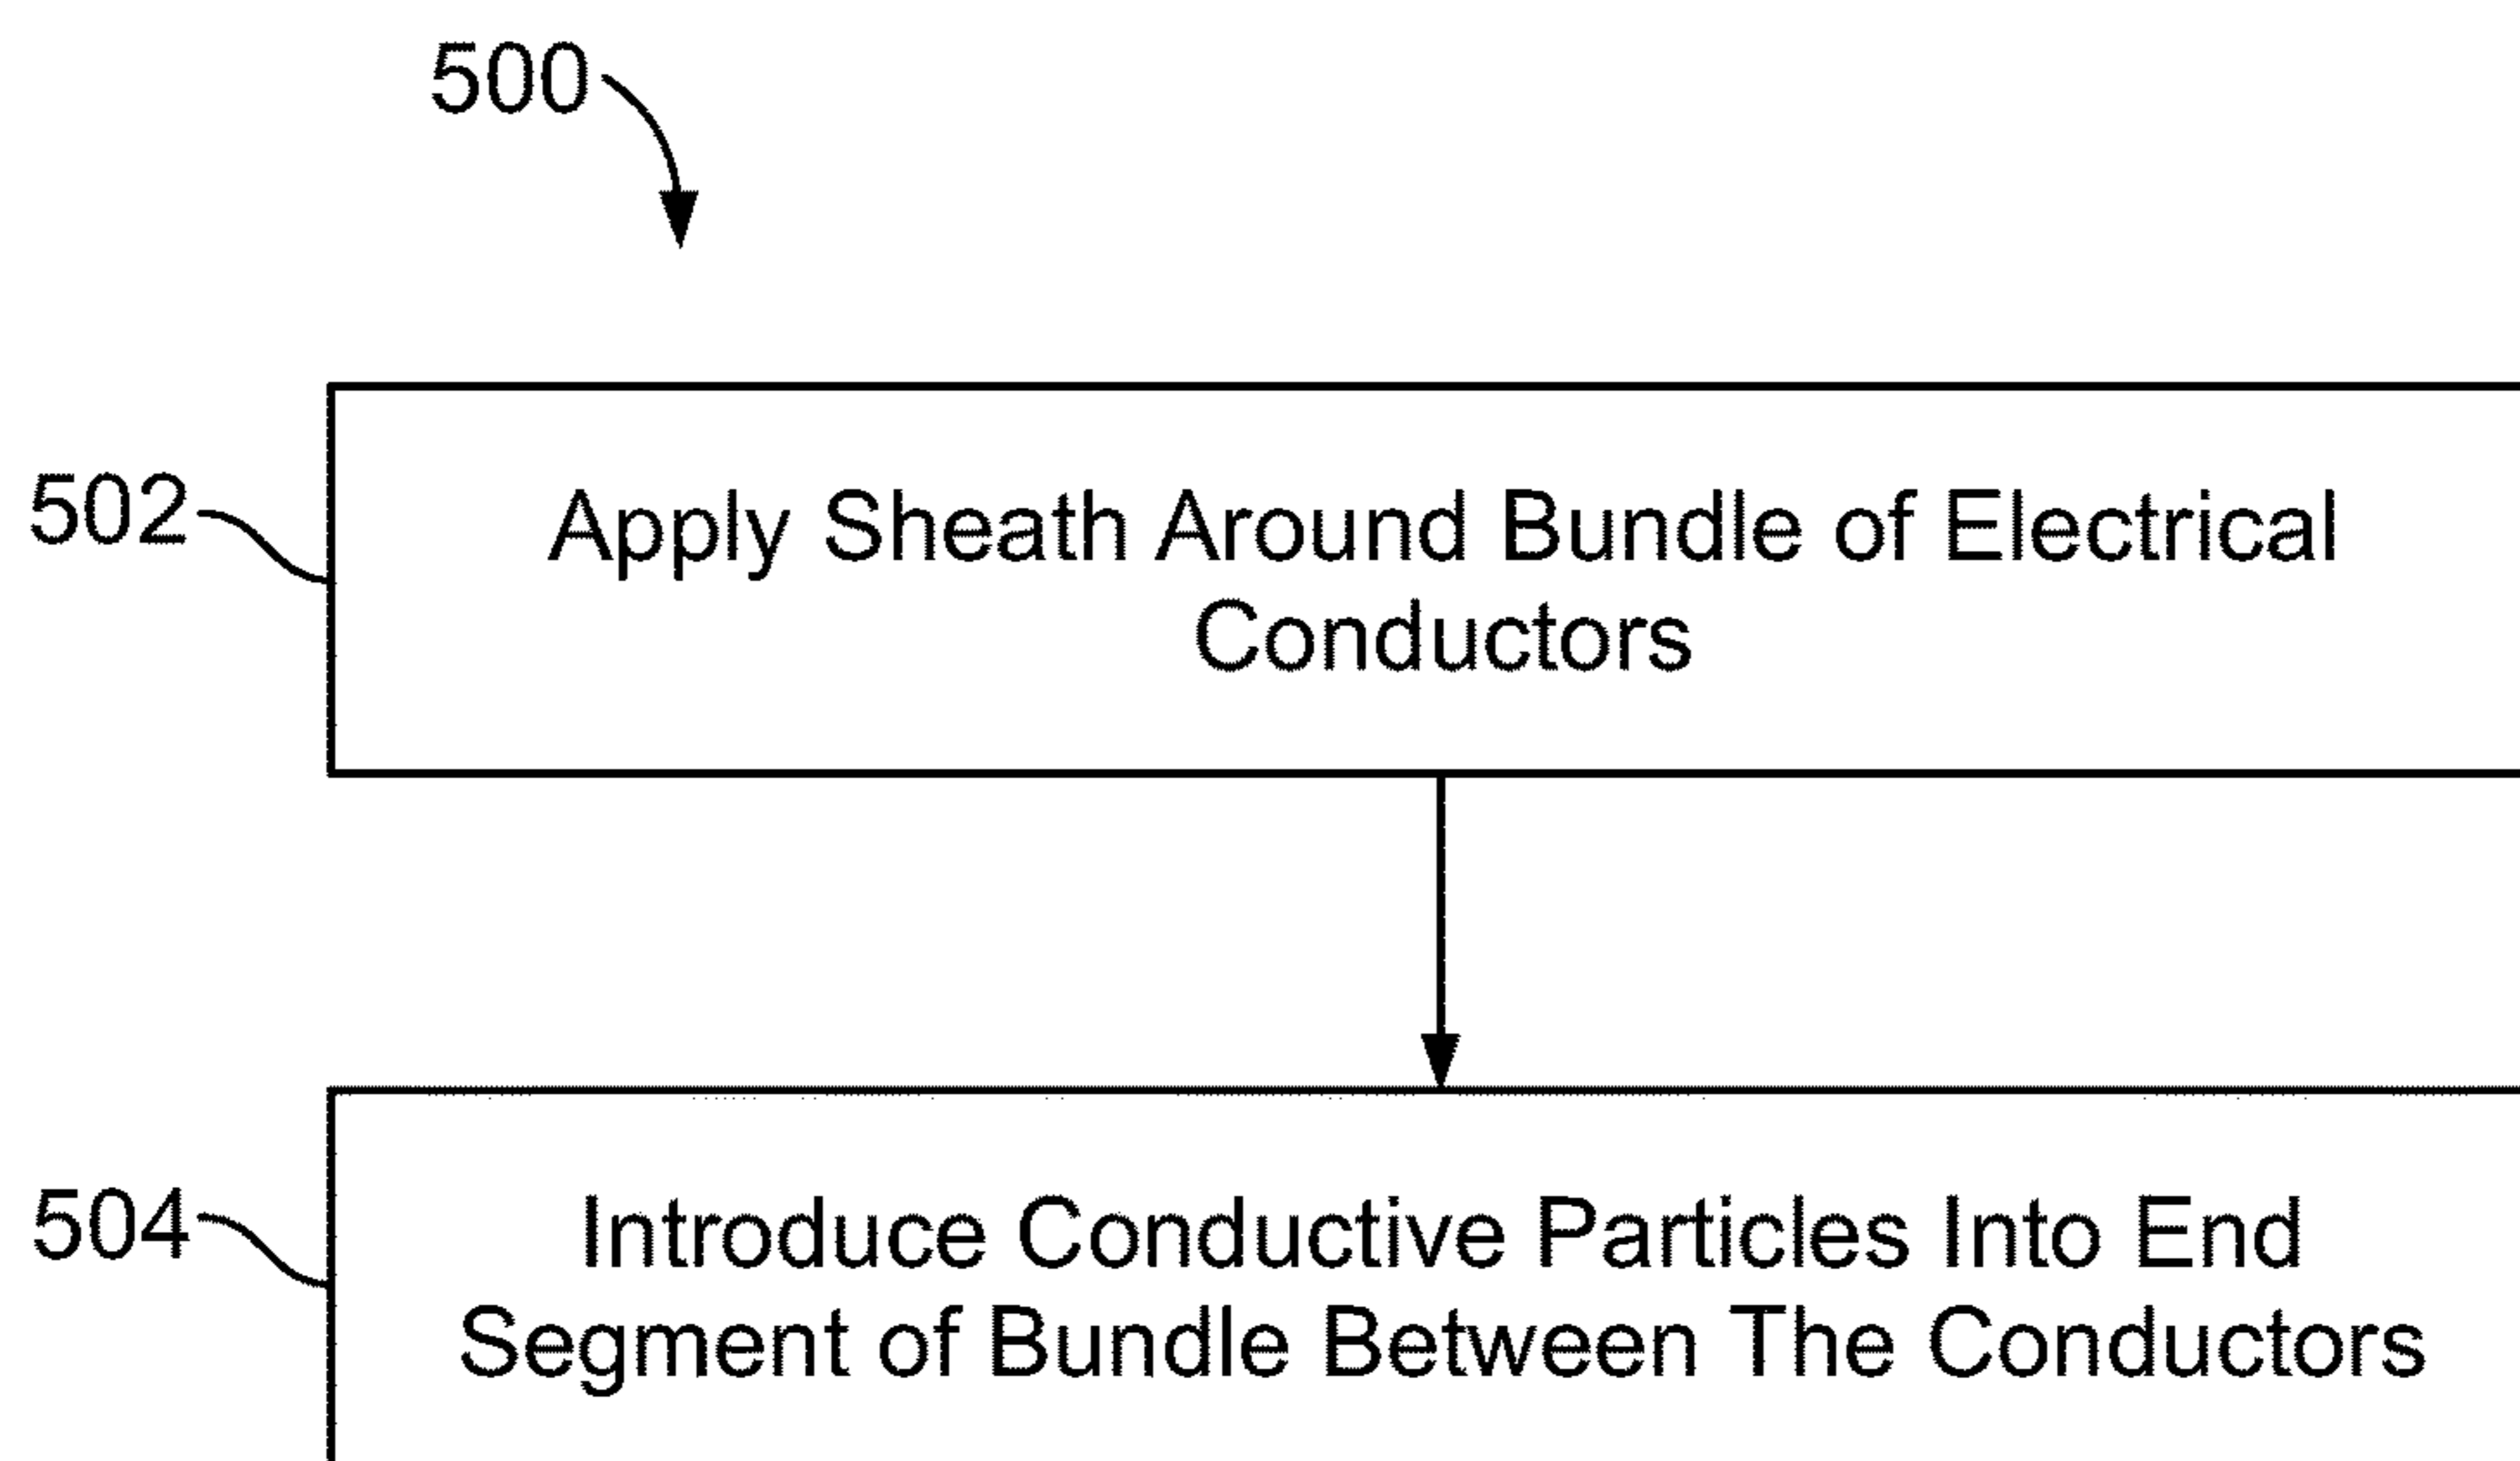 500
502
Apply Sheath Around Bundle of Electrical
Conductors
504
Introduce Conductive Particles Into End
Segment of Bundle Between The Conductors